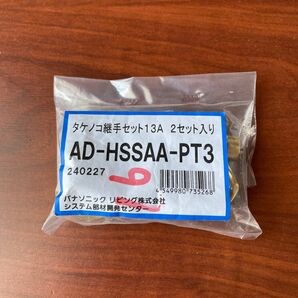 タケノコ継手セット13A 2セット入り
AD-HSSAA-PT3
240227
6
4549980735268
パナソニック リビング株式会社
システム部材開発センター